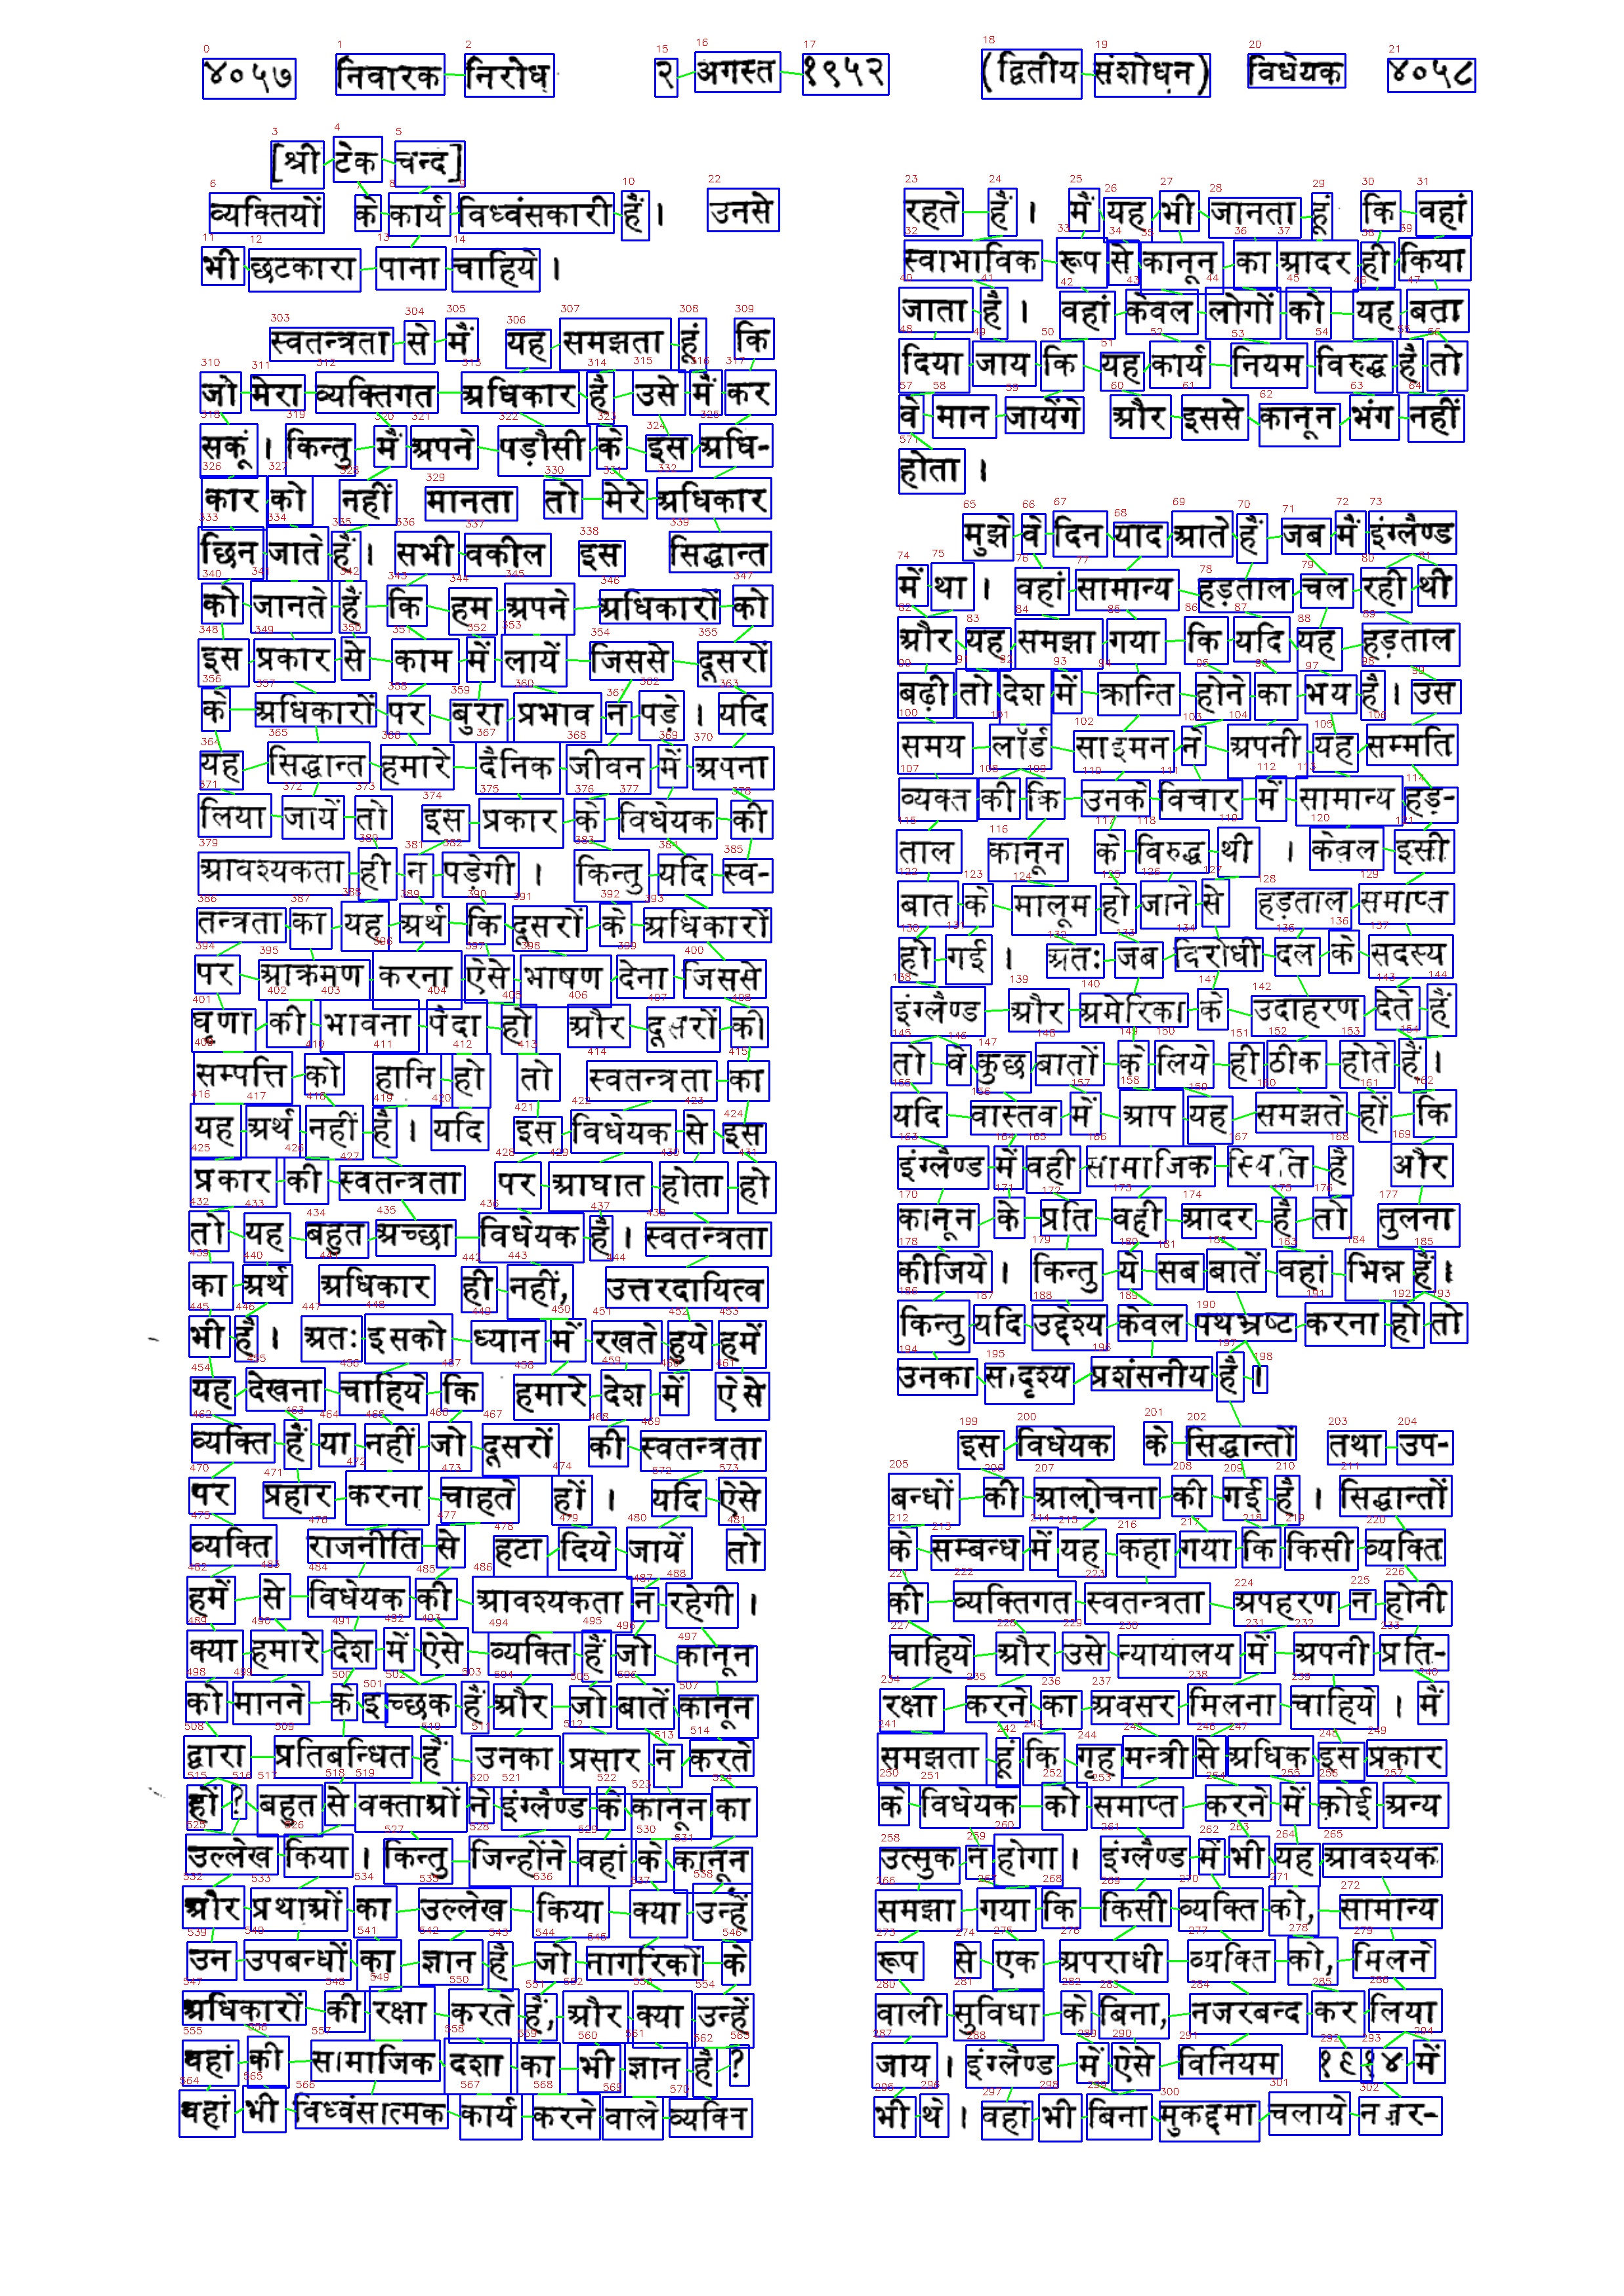 ४०५७ निवारक निरोध २ अगस्त १९५२ (द्वितीय संशोधन) विधेयक ४०५८
[श्री टेक चन्द]
व्यक्तियों के कार्य विध्वंसकारी हैं। उनसे
भी छटकारा पाना चाहिये।
स्वतन्त्रता से मैं यह समझता हूं कि
जो मेरा व्यक्तिगत अधिकार है उसे मैं कर
सकूं। किन्तु मैं अपने पड़ौसी के इस अधि-
कार को नहीं मानता तो मेरे अधिकार
छिन जाते हैं। सभी वकील इस सिद्धान्त
को जानते हैं कि हम अपने अधिकारों को
इस प्रकार से काम में लायें जिससे दूसरों
के अधिकारों पर बुरा प्रभाव न पड़े। यदि
यह सिद्धान्त हमारे दैनिक जीवन में अपना
लिया जायें तो इस प्रकार के विधेयक की
आवश्यकता ही न पड़ेगी। किन्तु यदि स्व-
तन्त्रता का यह अर्थ कि दूसरों के अधिकारों
पर आक्रमण करना ऐसे भाषण देना जिससे
घृणा की भावना पैदा हो और दूसरों की
सम्पत्ति को हानि हो तो स्वतन्त्रता का
यह अर्थ नहीं है। यदि इस विधेयक से इस
प्रकार की स्वतन्त्रता पर आघात होता हो
तो यह बहुत अच्छा विधेयक है। स्वतन्त्रता
का अर्थ अधिकार ही नहीं, उत्तरदायित्व
भी है। अतः इसको ध्यान में रखते हुये हमें
यह देखना चाहिये कि हमारे देश में ऐसे
व्यक्ति हैं या नहीं जो दूसरों की स्वतन्त्रता
पर प्रहार करना चाहते हों। यदि ऐसे
व्यक्ति राजनीति से हटा दिये जायें तो
हमें से विधेयक की आवश्यकता न रहेगी।
क्या हमारे देश में ऐसे व्यक्ति हैं जो कानून
को मानने के इच्छुक हैं और जो बातें कानून
द्वारा प्रतिबन्धित हैं उनका प्रसार न करते
हों? बहुत से वक्ताओं ने इंग्लैण्ड के कानून का
उल्लेख किया। किन्तु जिन्होंने वहां के कानून
और प्रथाओं का उल्लेख किया क्या उन्हें
उन उपबन्धों का ज्ञान है जो नागरिकों के
अधिकारों की रक्षा करते हैं, और क्या उन्हें
वहां की सामाजिक दशा का भी ज्ञान है?
वहां भी विध्वंसात्मक कार्य करने वाले व्यक्ति
रहते हैं। मैं यह भी जानता हूं कि वहां
स्वाभाविक रूप से कानून का आदर ही किया
जाता है। वहां केवल लोगों को यह बता
दिया जाय कि यह कार्य नियम विरुद्ध है तो
वे मान जायेंगे और इससे कानून भंग नहीं
होता।
मुझे वे दिन याद आते हैं जब मैं इंग्लैण्ड
में था। वहां सामान्य हड़ताल चल रही थी
और यह समझा गया कि यदि यह हड़ताल
बढ़ी तो देश में क्रान्ति होने का भय है। उस
समय लॉर्ड साइमन ने अपनी यह सम्मति
व्यक्त की कि उनके विचार में सामान्य हड़-
ताल कानून के विरुद्ध थी। केवल इसी
बात के मालूम हो जाने से हड़ताल समाप्त
हो गई। अतः जब विरोधी दल के सदस्य
इंग्लैण्ड और अमेरिका के उदाहरण देते हैं
तो वे कुछ बातों के लिये ही ठीक होते हैं।
यदि वास्तव में आप यह समझते हों कि
इंग्लैण्ड में वही सामाजिक स्थिति है और
कानून के प्रति वही आदर है तो तुलना
कीजिये। किन्तु ये सब बातें वहां भिन्न हैं।
किन्तु यदि उद्देश्य केवल पथभ्रष्ट करना हो तो
उनका सादृश्य प्रशंसनीय है।
इस विधेयक के सिद्धान्तों तथा उप-
बन्धों की आलोचना की गई है। सिद्धान्तों
के सम्बन्ध में यह कहा गया कि किसी व्यक्ति
की व्यक्तिगत स्वतन्त्रता अपहरण न होनी
चाहिये और उसे न्यायालय में अपनी प्रति-
रक्षा करने का अवसर मिलना चाहिये। मैं
समझता हूं कि गृह मन्त्री से अधिक इस प्रकार
के विधेयक को समाप्त करने में कोई अन्य
उत्सुक न होगा। इंग्लैण्ड में भी यह आवश्यक
समझा गया कि किसी व्यक्ति को, सामान्य
रूप से एक अपराधी व्यक्ति को, मिलने
वाली सुविधा के बिना, नजरबन्द कर लिया
जाय। इंग्लैण्ड में ऐसे विनियम १९१४ में
भी थे। वहां भी बिना मुकद्दमा चलाये नजर-